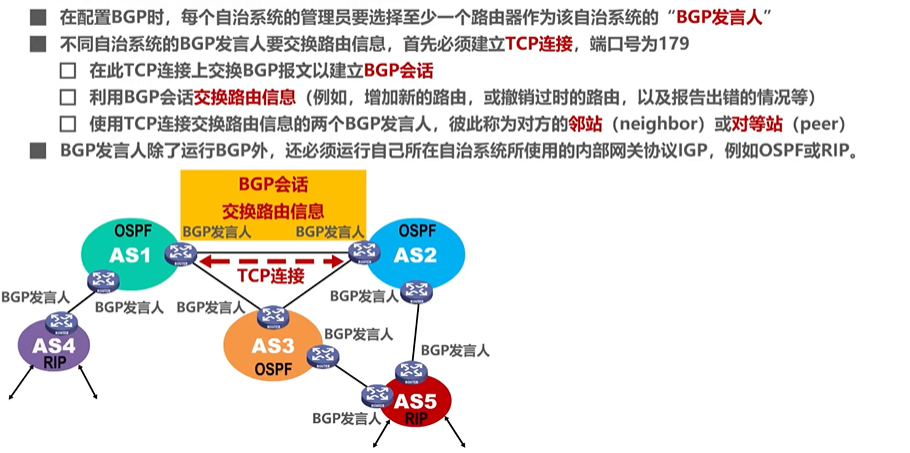 在配置BGP时，每个自治系统的管理员要选择至少一个路由器作为该自治系统的“BGP发言人”
不同自治系统的BGP发言人要交换路由信息，首先必须建立TCP连接，端口号为179
在此TCP连接上交换BGP报文以建立BGP会话
利用BGP会话交换路由信息（例如，增加新的路由，或撤销过时的路由，以及报告出错的情况等）
使用TCP连接交换路由信息的两个BGP发言人，彼此称为对方的邻站（neighbor）或对等站（peer）
BGP发言人除了运行BGP外，还必须运行自己所在自治系统所使用的内部网关协议IGP，例如OSPF或RIP。
BGP会话
交换路由信息
OSPF
BGP发言人
BGP发言人
OSPF
AS1
AS2
TCP连接
ROUTER
ROUTER
ROUTER
ROUTER
BGP发言人
BGP发言人
BGP发言人
BGP发言人
ROUTER
ROUTER
BGP发言人
AS4
AS3
BGP发言人
RIP
ROUTER
OSPF
ROUTER
ROUTER
AS5
BGP发言人
RIP